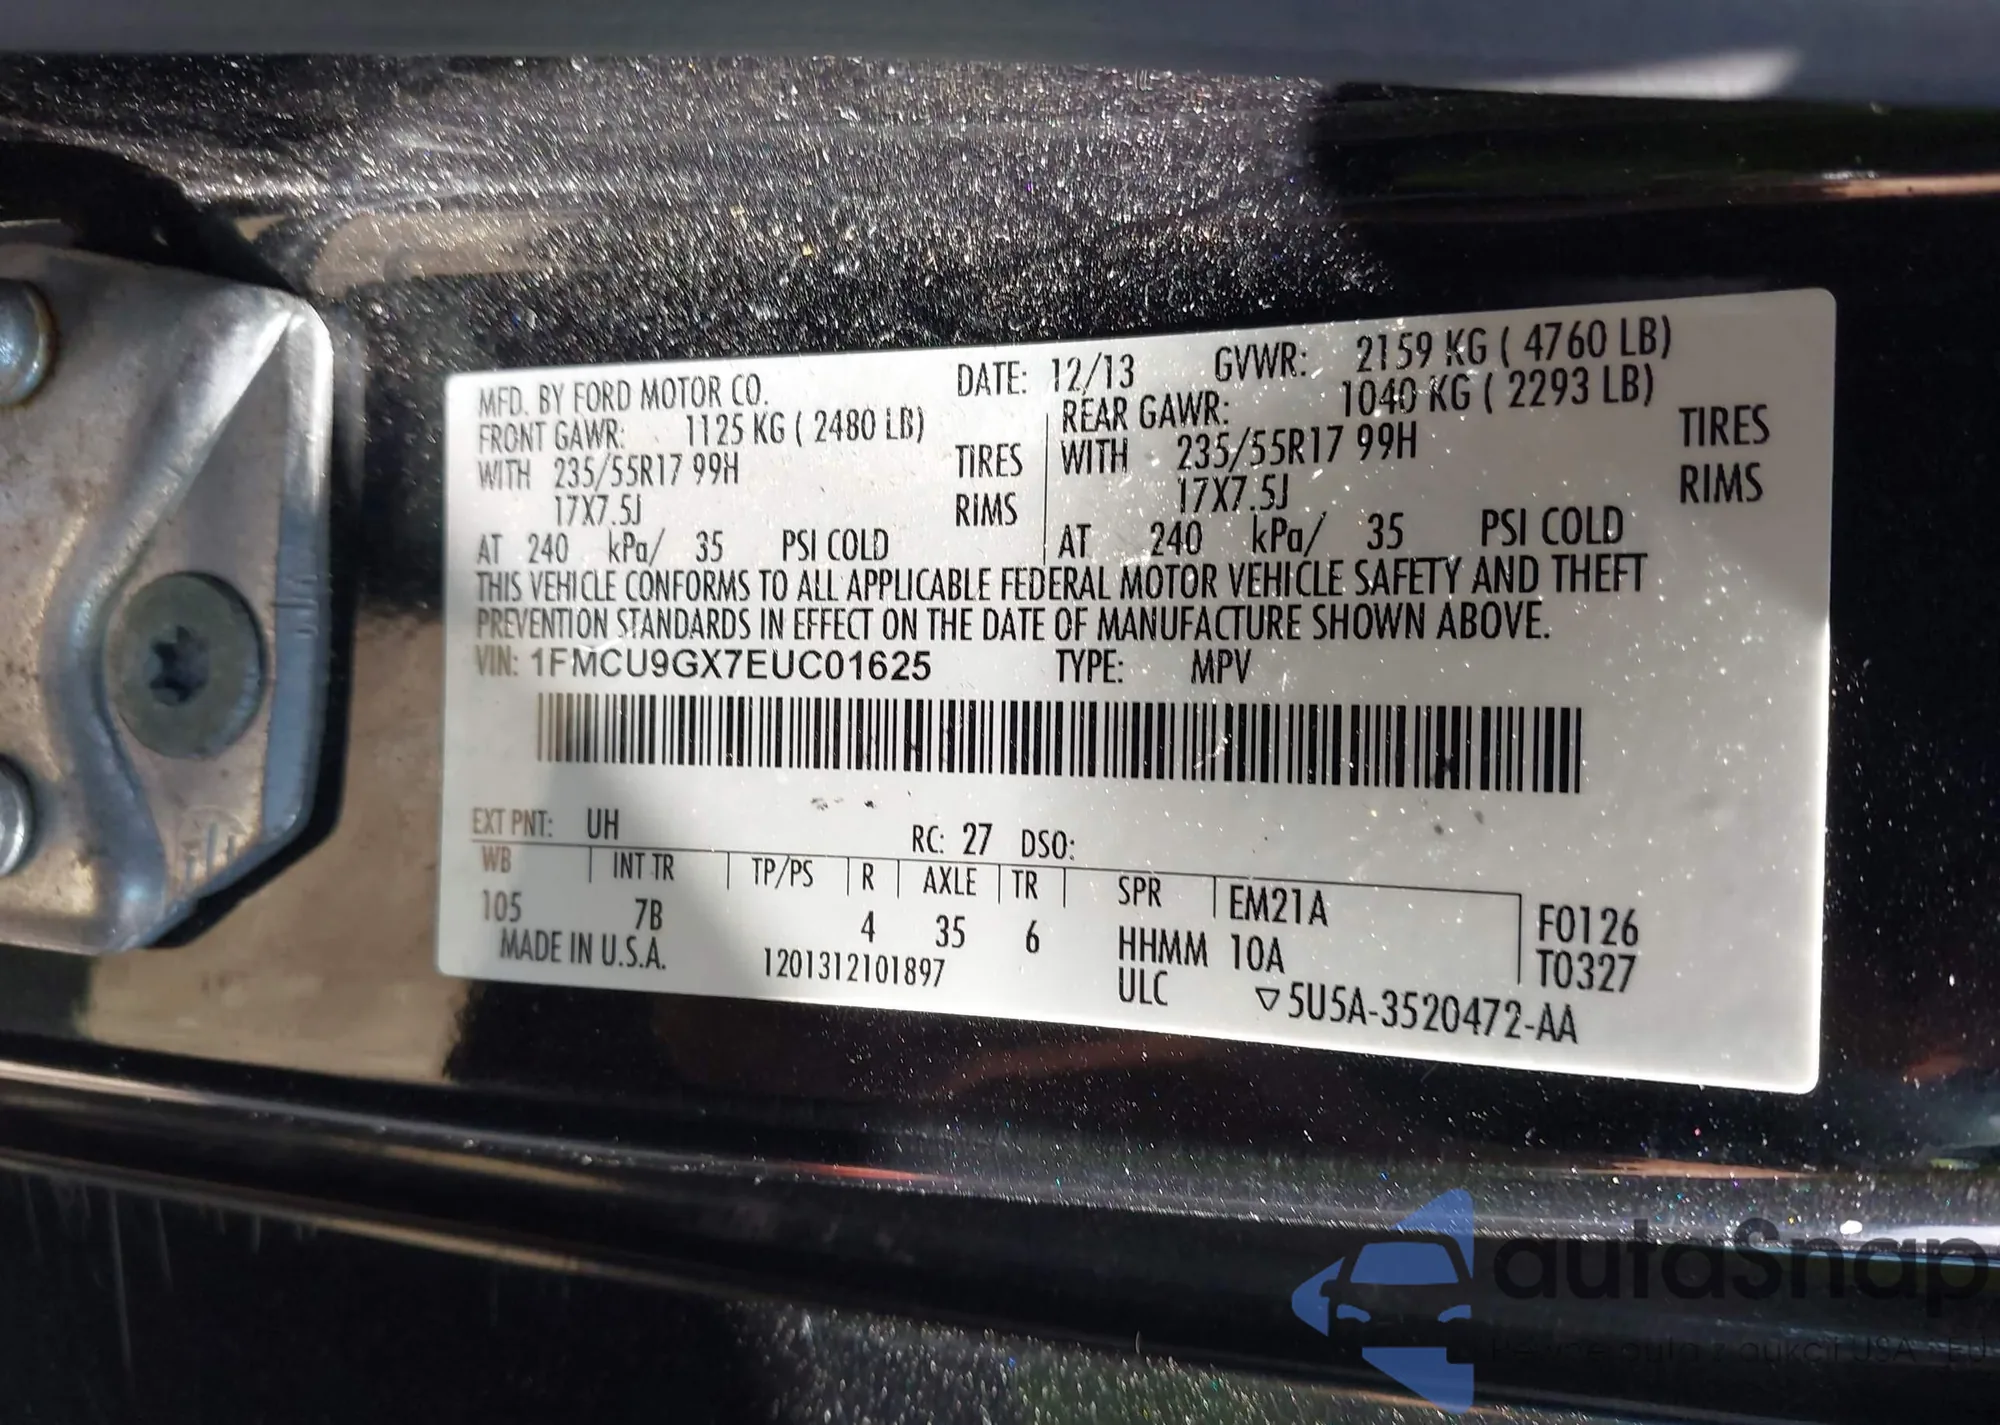 MFD. BY FORD MOTOR CO. DATE: 12/13 GVWR: 2159 KG ( 4760 LB)
FRONT GAWR: 1125 KG ( 2480 LB) REAR GAWR: 1040 KG ( 2293 LB)
WITH 235/55R17 99H TIRES WITH 235/55R17 99H TIRES
17X7.5J RIMS 17X7.5J RIMS
AT 240 kPa/ 35 PSI COLD AT 240 kPa/ 35 PSI COLD
THIS VEHICLE CONFORMS TO ALL APPLICABLE FEDERAL MOTOR VEHICLE SAFETY AND THEFT
PREVENTION STANDARDS IN EFFECT ON THE DATE OF MANUFACTURE SHOWN ABOVE.
VIN: 1FMCU9GX7EUC01625 TYPE: MPV
EXT PNT: UH RC: 27 DSO:
WB INT TR TP/PS R AXLE TR SPR EM21A F0126
105 7B 4 35 6 HHMM 10A T0327
MADE IN U.S.A. 1201312101897 ULC ▽5U5A-3520472-AA
autaSnap